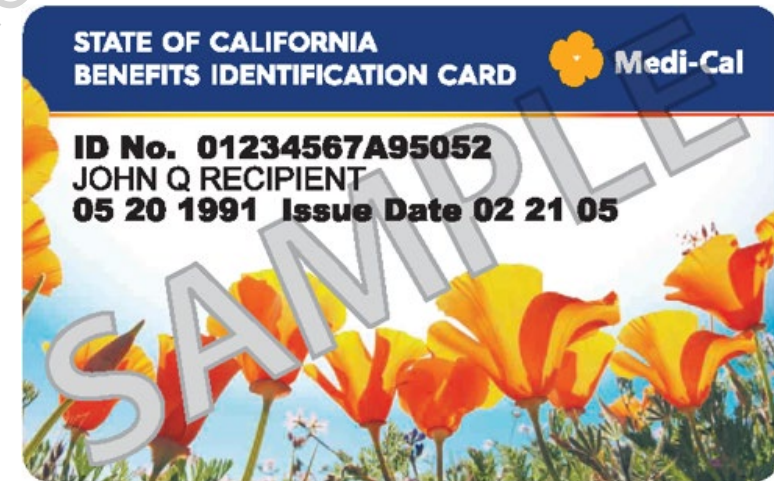 STATE OF CALIFORNIA
BENEFITS IDENTIFICATION CARD
Medi-Cal
ID No. 01234567A95052
JOHN Q RECIPIENT
05 20 1991 Issue Date 02 21 05
SAMPLE